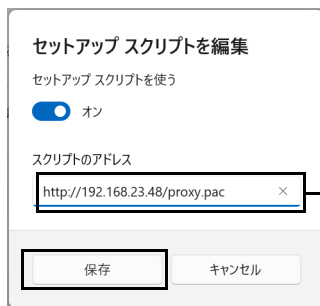 セットアップ スクリプトを編集
セットアップ スクリプトを使う
オン
スクリプトのアドレス
http://192.168.23.48/proxy.pac
保存
キャンセル